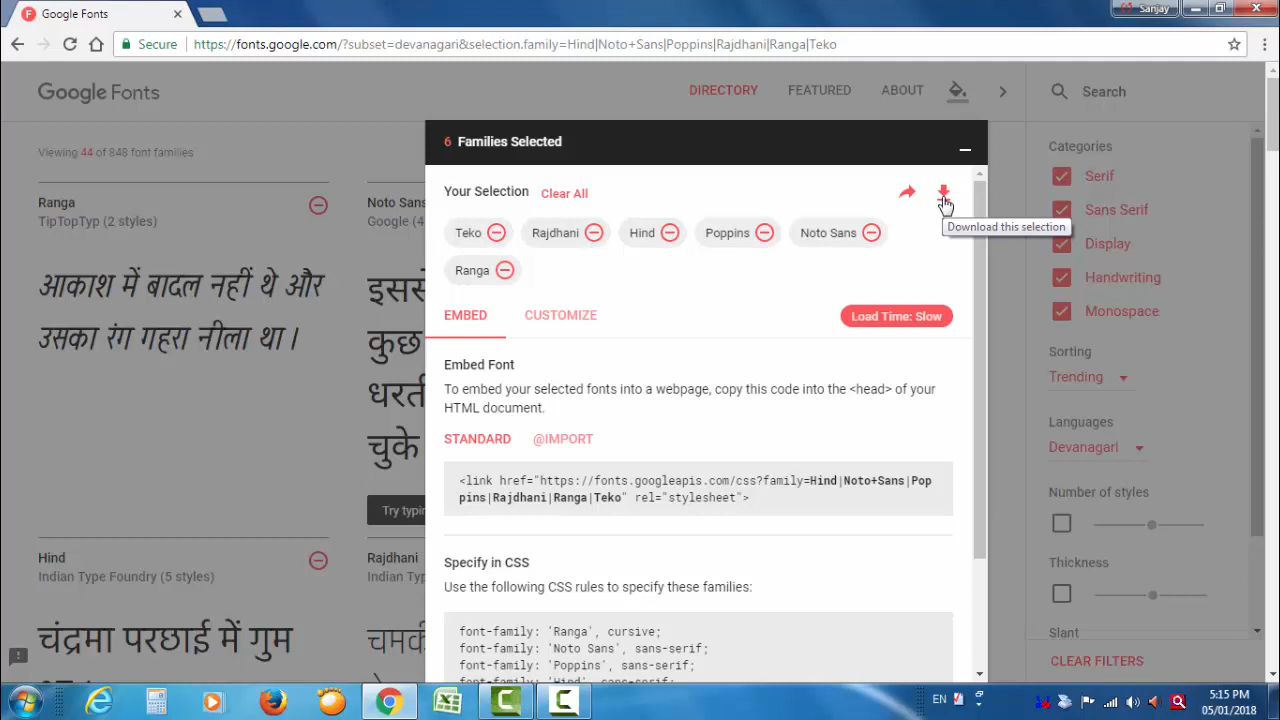 Google Fonts
Sanjay
Secure
https://fonts.google.com/?subset=devanagari&selection.family=Hind|Noto+Sans|Poppins|Rajdhani|Ranga|Teko
Google Fonts
DIRECTORY
FEATURED
ABOUT
Search
Viewing 44 of 848 font families
Ranga
TipTopTyp (2 styles)
आकाश में बादल नहीं थे और
उसका रंग गहरा नीला था।
Noto Sans
Google (4
इससे
कुछ
धरती
चुके
Try typin
Hind
Indian Type Foundry (5 styles)
चंद्रमा परछाई में गुम
Rajdhani
Indian Typ
6 Families Selected
Your Selection
Clear All
Download this selection
Teko
Rajdhani
Hind
Poppins
Noto Sans
Ranga
EMBED
CUSTOMIZE
Load Time: Slow
Embed Font
To embed your selected fonts into a webpage, copy this code into the <head> of your
HTML document.
STANDARD
@IMPORT
<link href="https://fonts.googleapis.com/css?family=Hind|Noto+Sans|Pop
pins|Rajdhani|Ranga|Teko" rel="stylesheet">
Specify in CSS
Use the following CSS rules to specify these families:
font-family: 'Ranga', cursive;
font-family: 'Noto Sans', sans-serif;
font-family: 'Poppins', sans-serif;
font-family: 'Hind', sans-serif;
Categories
Serif
Sans Serif
Display
Handwriting
Monospace
Sorting
Trending
Languages
Devanagari
Number of styles
Thickness
Slant
CLEAR FILTERS
EN
5:15 PM
05/01/2018